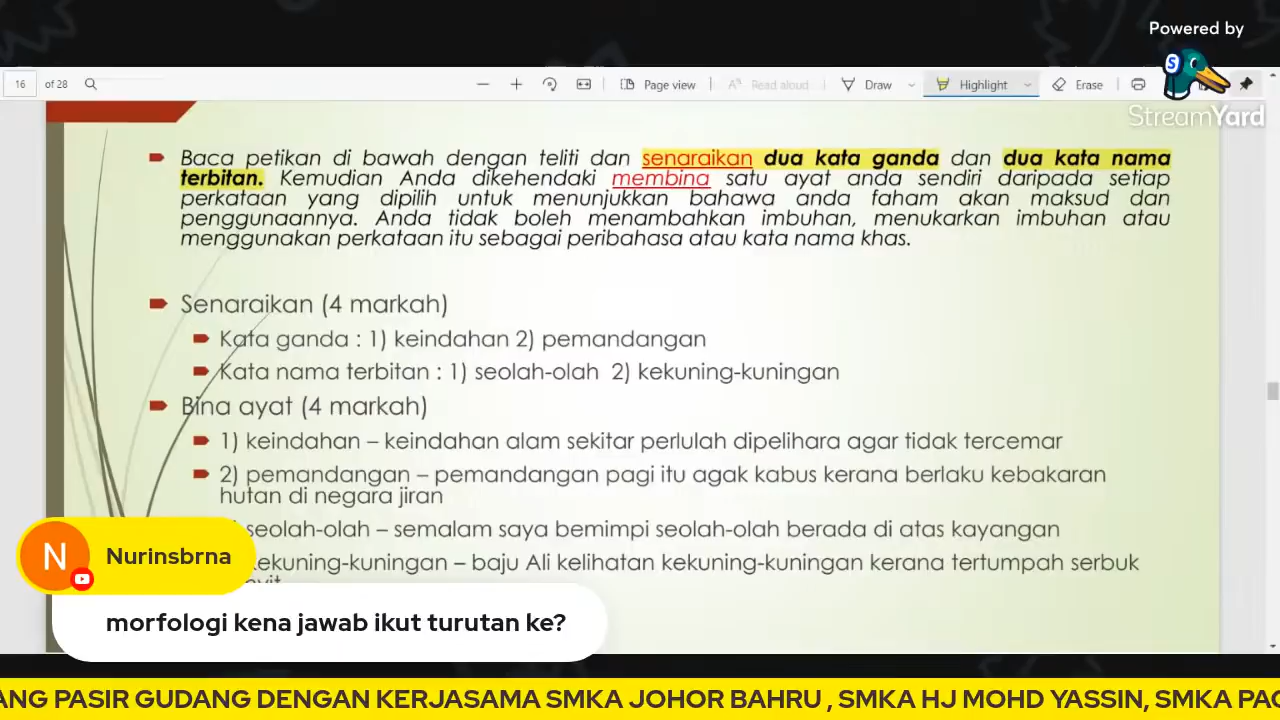 Powered by
StreamYard
16 of 28
Page view
Read aloud
Draw
Highlight
Erase
Baca petikan di bawah dengan teliti dan senaraikan dua kata ganda dan dua kata nama
terbitan. Kemudian Anda dikehendaki membina satu ayat anda sendiri daripada setiap
perkataan yang dipilih untuk menunjukkan bahawa anda faham akan maksud dan
penggunaannya. Anda tidak boleh menambahkan imbuhan, menukarkan imbuhan atau
menggunakan perkataan itu sebagai peribahasa atau kata nama khas.
Senaraikan (4 markah)
Kata ganda : 1) keindahan 2) pemandangan
Kata nama terbitan : 1) seolah-olah 2) kekuning-kuningan
Bina ayat (4 markah)
1) keindahan – keindahan alam sekitar perlulah dipelihara agar tidak tercemar
2) pemandangan – pemandangan pagi itu agak kabus kerana berlaku kebakaran
hutan di negara jiran
seolah-olah – semalam saya bemimpi seolah-olah berada di atas kayangan
kekuning-kuningan – baju Ali kelihatan kekuning-kuningan kerana tertumpah serbuk
N
Nurinsbrna
morfologi kena jawab ikut turutan ke?
ANG PASIR GUDANG DENGAN KERJASAMA SMKA JOHOR BAHRU , SMKA HJ MOHD YASSIN, SMKA PAG